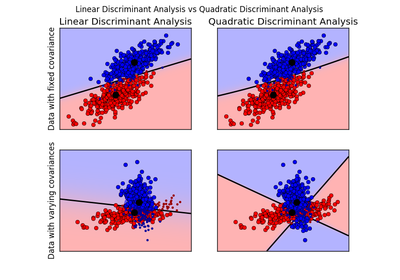 Linear Discriminant Analysis vs Quadratic Discriminant Analysis
Linear Discriminant Analysis
Quadratic Discriminant Analysis
Data with fixed covariance
Data with varying covariances